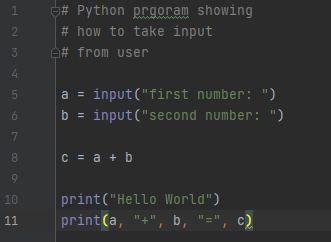 1 # Python prgoram showing
2 # how to take input
3 # from user
4
5 a = input("first number: ")
6 b = input("second number: ")
7
8 c = a + b
9
10 print("Hello World")
11 print(a, "+", b, "=", c)